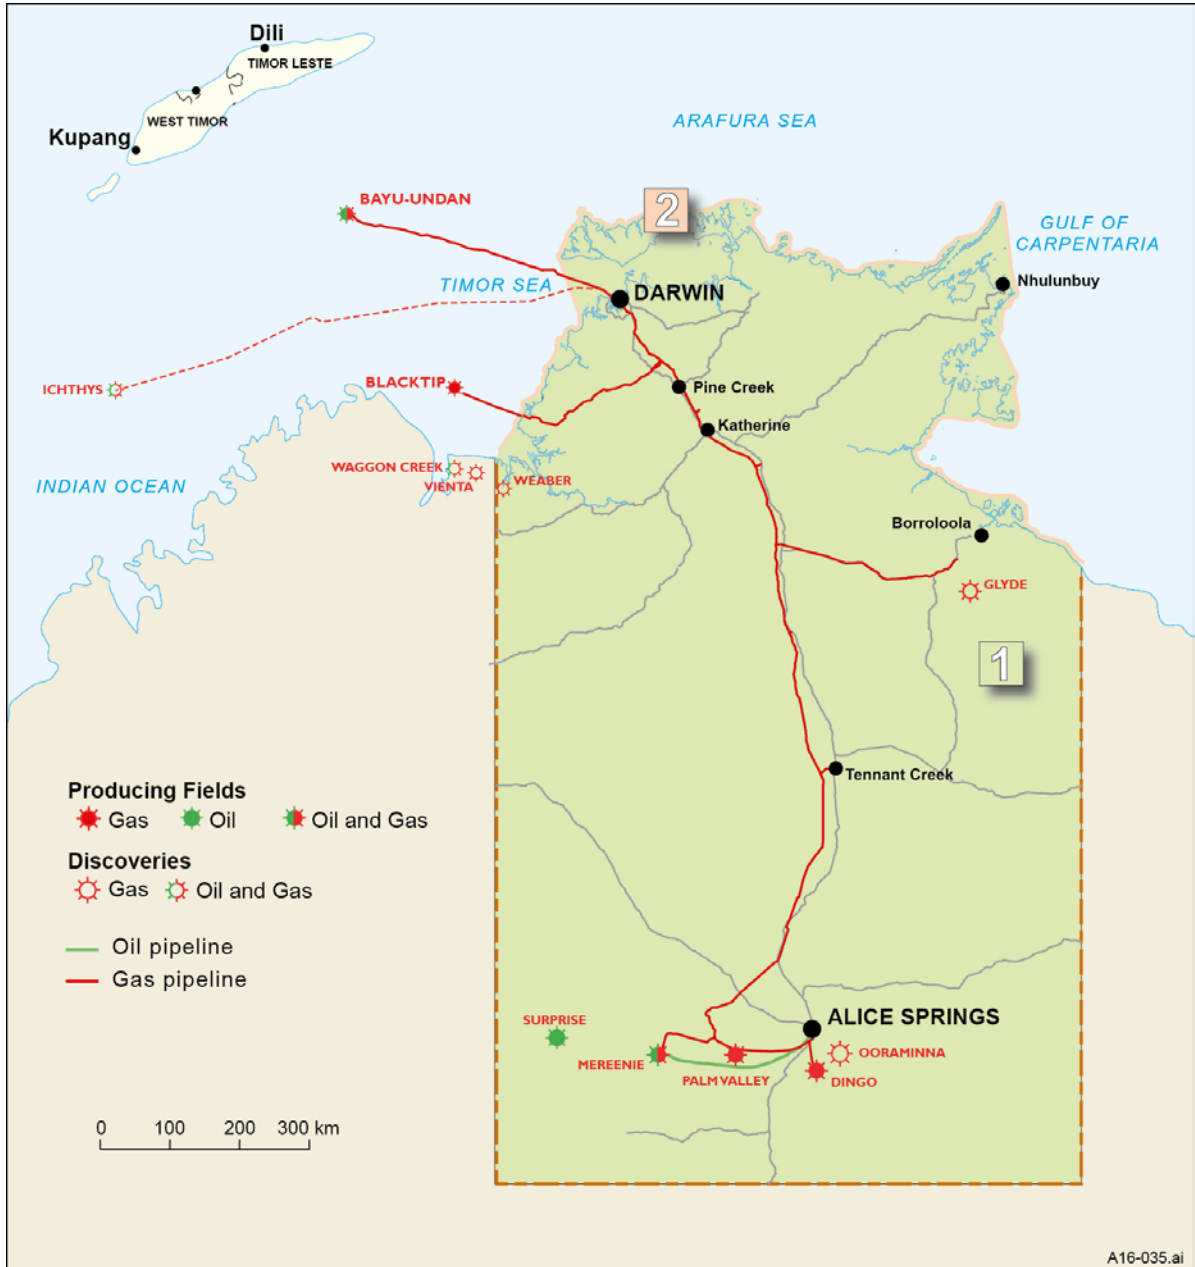 Dili
TIMOR LESTE
WEST TIMOR
Kupang
ARAFURA SEA
BAYU-UNDAN
2
GULF OF
CARPENTARIA
TIMOR SEA
DARWIN
Nhulunbuy
ICHTHYS
BLACKTIP
Pine Creek
Katherine
WAGGON CREEK
VIENTA
WEABER
INDIAN OCEAN
Borroloola
GLYDE
1
Tennant Creek
Producing Fields
Gas Oil Oil and Gas
Discoveries
Gas Oil and Gas
Oil pipeline
Gas pipeline
SURPRISE
ALICE SPRINGS
MEREENIE
PALM VALLEY
OORAMINNA
DINGO
0 100 200 300 km
A16-035.ai